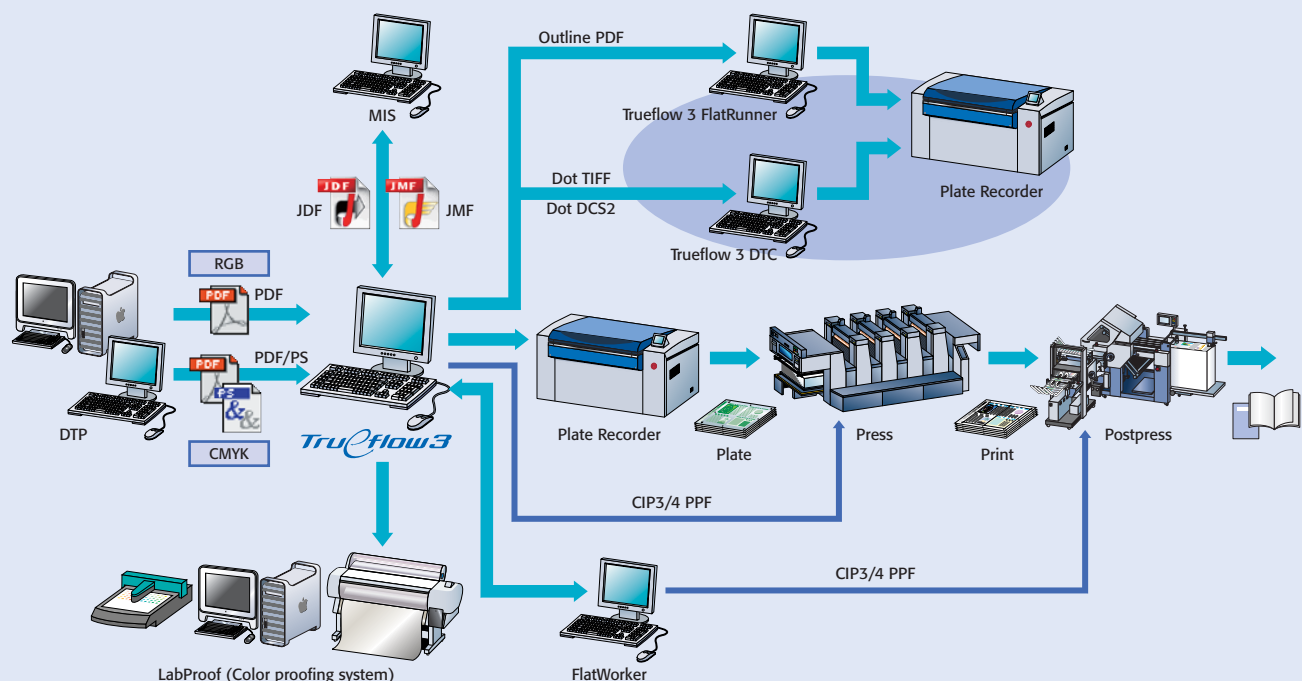 Outline PDF
MIS
Trueflow 3 FlatRunner
JDF
JMF
JDF
JMF
Dot TIFF
Dot DCS2
Plate Recorder
Trueflow 3 DTC
RGB
PDF
PDF
PDF
PDF/PS
PS
DTP
CMYK
Trueflow3
Plate Recorder
Plate
Press
Print
Postpress
CIP3/4 PPF
CIP3/4 PPF
LabProof (Color proofing system)
FlatWorker